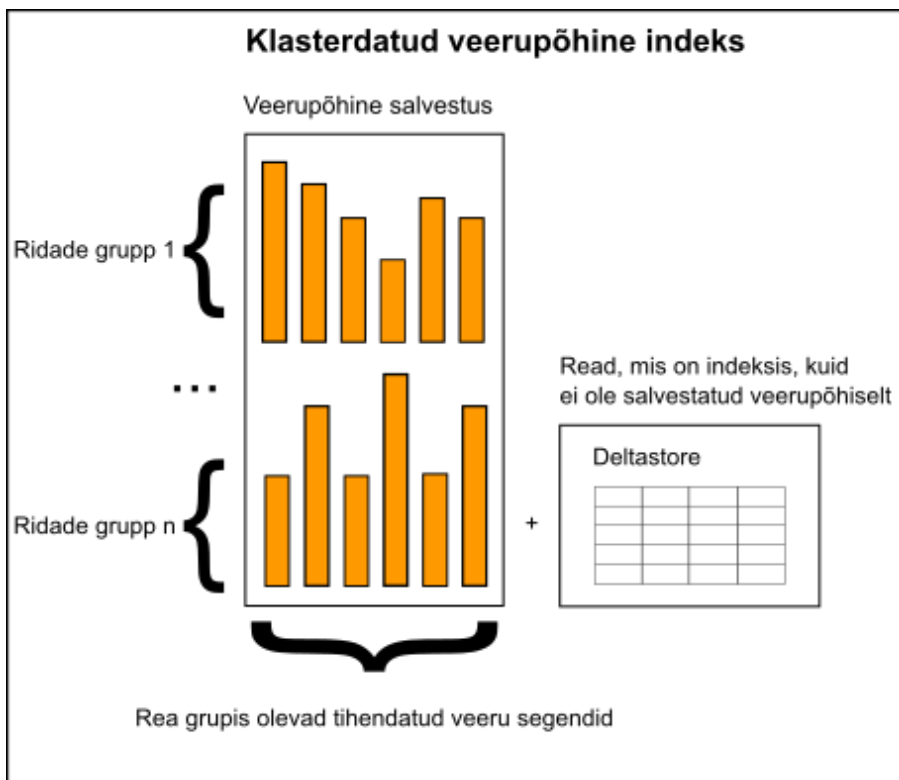 Klasterdatud veerupõhine indeks
Veerupõhine salvestus
Ridade grupp 1
...
Read, mis on indeksis, kuid
ei ole salvestatud veerupõhiselt
Deltastore
Ridade grupp n
+
Rea grupis olevad tihendatud veeru segendid